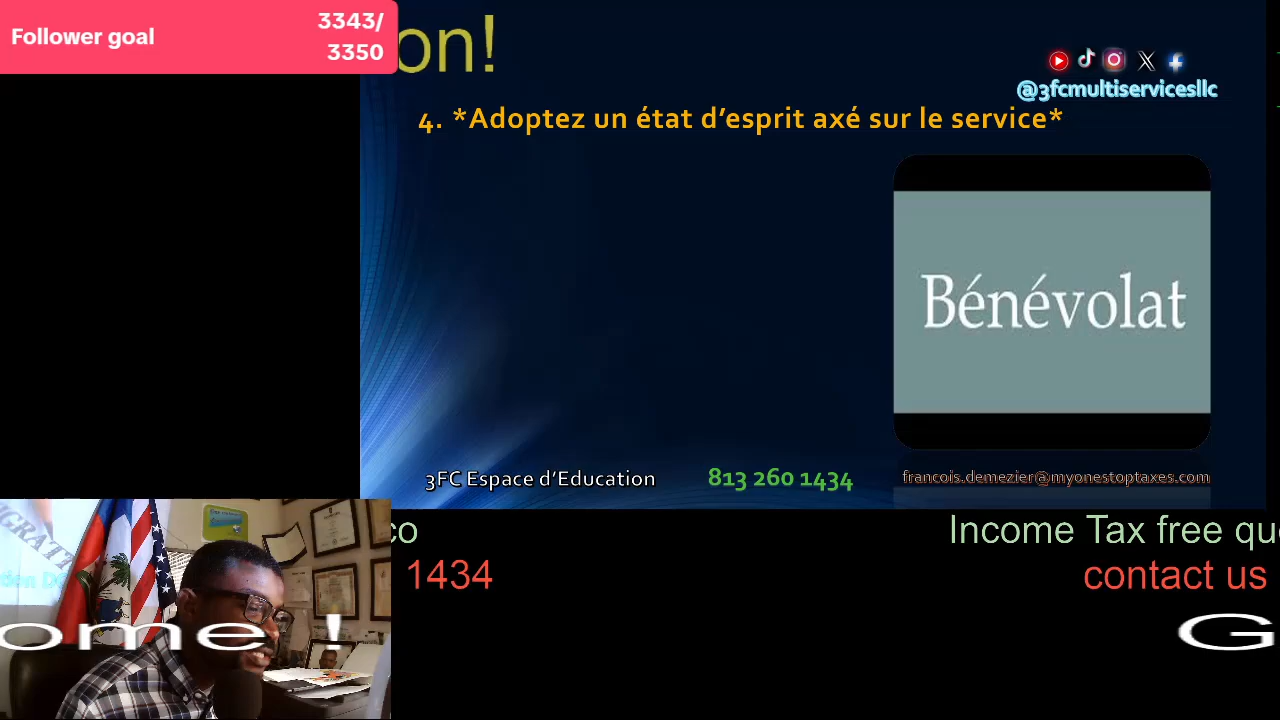 Follower goal
3343/
3350
on!
@3fcmultiservicesllc
4. *Adoptez un état d’esprit axé sur le service*
Bénévolat
3FC Espace d’Education
813 260 1434
francois.demezier@myonestoptaxes.com
co
Income Tax free que
1434
contact us
ome !
G